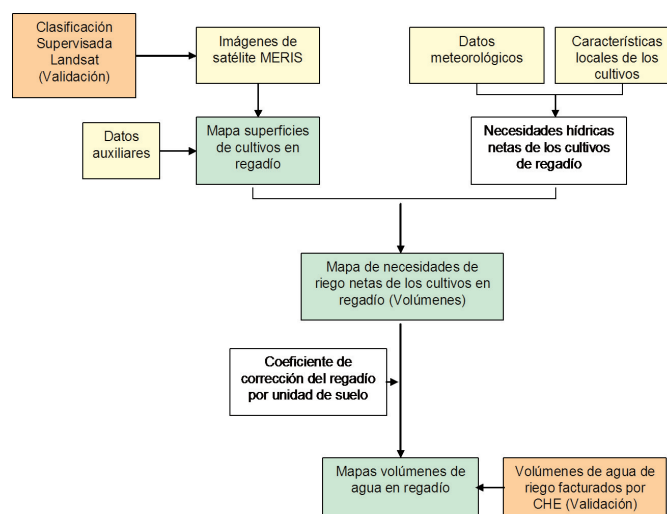 Clasificación
Supervisada
Landsat
(Validación)
Imágenes de
satélite MERIS
Datos
meteorológicos
Características
locales de los
cultivos
Datos
auxiliares
Mapa superficies
de cultivos en
regadío
Necesidades hídricas
netas de los cultivos
de regadío
Mapa de necesidades de
riego netas de los cultivos en
regadío (Volúmenes)
Coeficiente de
corrección del regadío
por unidad de suelo
Mapas volúmenes de
agua en regadío
Volúmenes de agua de
riego facturados por
CHE (Validación)